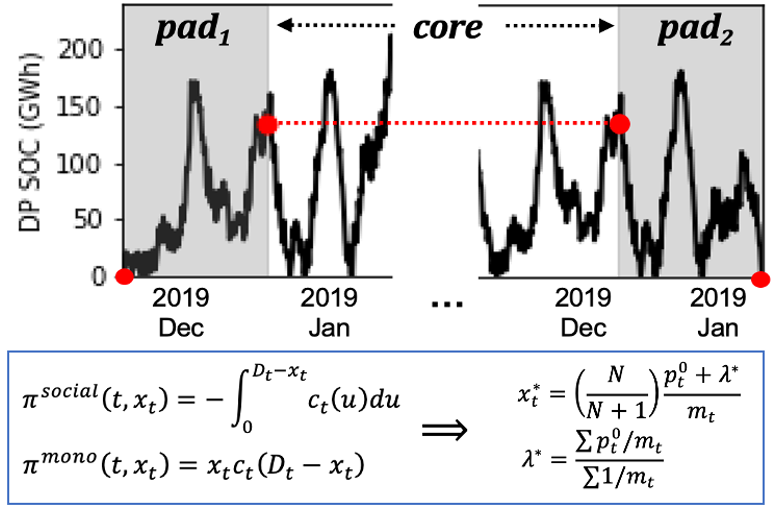 pad₁ core pad₂
DP SOC (GWh)
200
150
100
50
0
2019 2019 ... 2019 2019
Dec Jan Dec Jan
π^{social}(t, x_t) = −∫_0^{D_t−x_t} c_t(u)du ⟹ x_t^* = (N/(N + 1)) (p_t^0 + λ^*)/m_t
π^{mono}(t, x_t) = x_t c_t(D_t − x_t) λ^* = (∑ p_t^0/m_t)/(∑ 1/m_t)